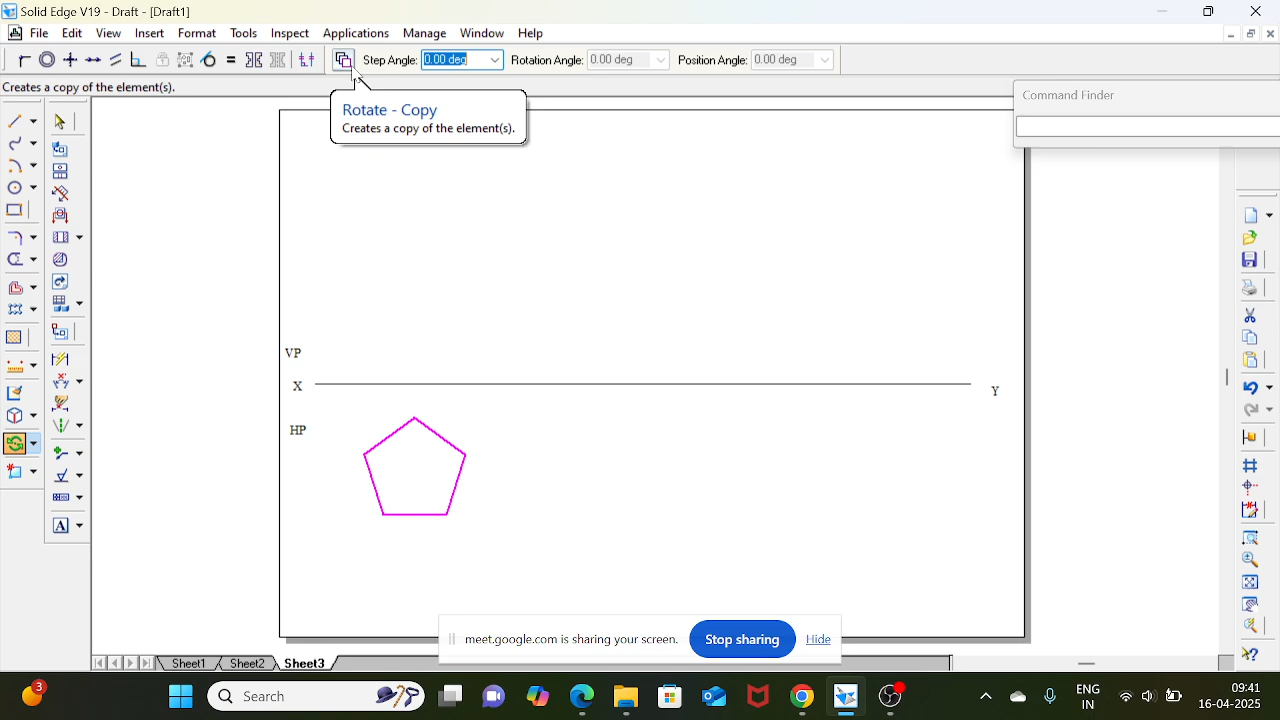 Solid Edge V19 - Draft - [Draft1]
File Edit View Insert Format Tools Inspect Applications Manage Window Help
Step Angle: 0.00 deg Rotation Angle: 0.00 deg Position Angle: 0.00 deg
Creates a copy of the element(s).
Command Finder
Rotate - Copy
Creates a copy of the element(s).
VP
X
Y
HP
A
meet.google.com is sharing your screen. Stop sharing Hide
Sheet1 Sheet2 Sheet3
3
Search
ENG
IN
09:41
16-04-2025